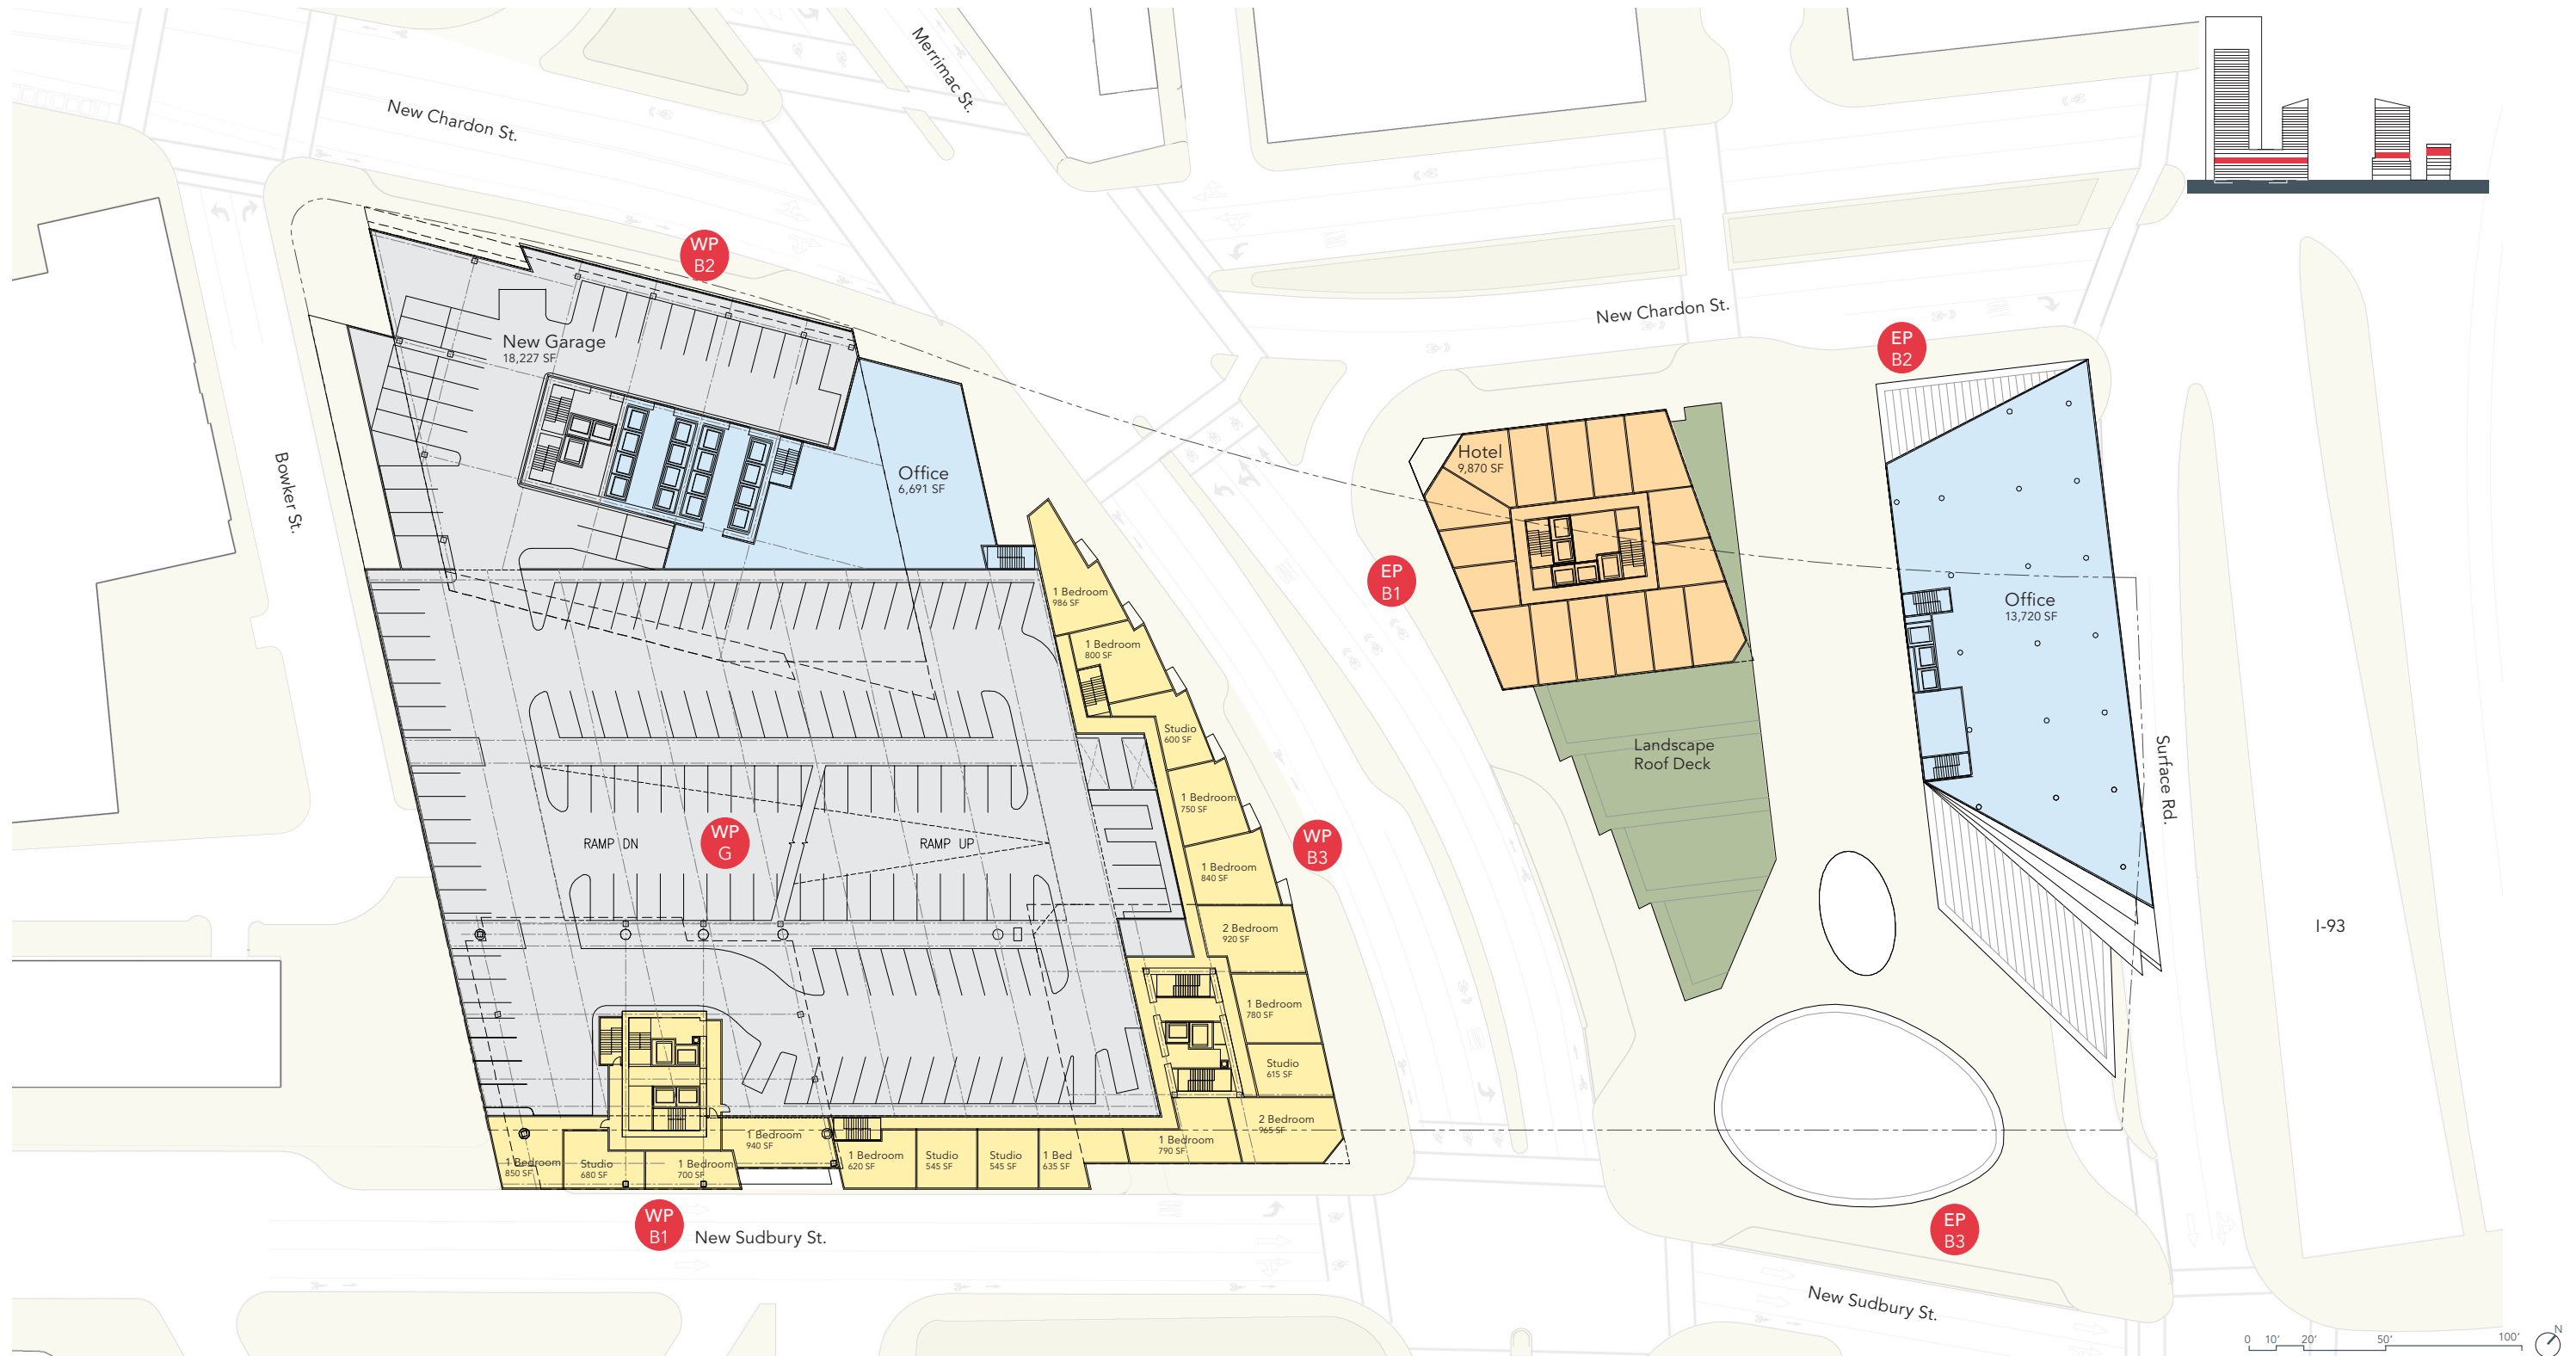 Merrimac St.
New Chardon St.
WP
B2
New Chardon St.
New Garage
18,227 SF
EP
B2
Office
6,691 SF
Hotel
9,870 SF
Bowker St.
EP
B1
1 Bedroom
986 SF
Office
13,720 SF
1 Bedroom
800 SF
Studio
600 SF
Landscape
Roof Deck
Surface Rd.
1 Bedroom
750 SF
RAMP DN
WP
G
RAMP UP
WP
B3
1 Bedroom
840 SF
2 Bedroom
920 SF
I-93
1 Bedroom
780 SF
Studio
615 SF
2 Bedroom
965 SF
1 Bedroom
940 SF
1 Bedroom
790 SF
1 Bedroom
850 SF
Studio
680 SF
1 Bedroom
700 SF
1 Bedroom
620 SF
Studio
545 SF
Studio
545 SF
1 Bed
635 SF
WP
B1
New Sudbury St.
EP
B3
New Sudbury St.
0 10' 20' 50' 100'
N